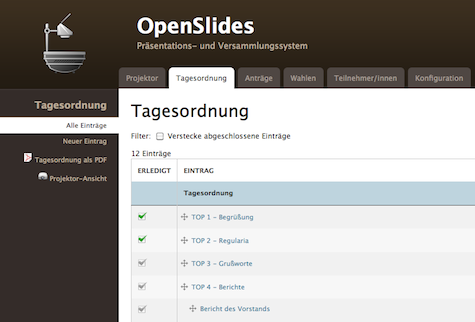 OpenSlides
Präsentations- und Versammlungssystem
Projektor
Tagesordnung
Anträge
Wahlen
Teilnehmer/innen
Konfiguration
Tagesordnung
Alle Einträge
Neuer Eintrag
Tagesordnung als PDF
Projektor-Ansicht
Tagesordnung
Filter: Verstecke abgeschlossene Einträge
12 Einträge
ERLEDIGT EINTRAG
Tagesordnung
TOP 1 - Begrüßung
TOP 2 - Regularia
TOP 3 - Grußworte
TOP 4 - Berichte
Bericht des Vorstands